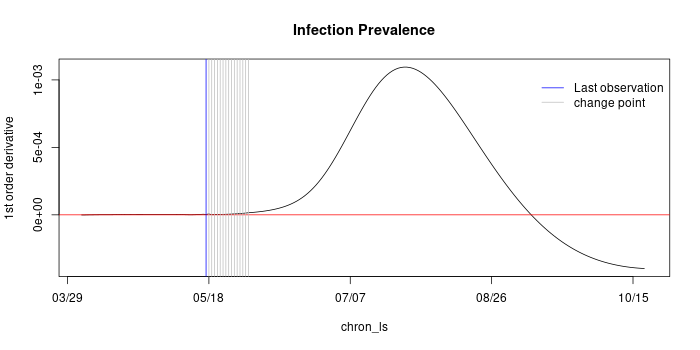 Infection Prevalence
1st order derivative
1e-03
5e-04
0e+00
Last observation
change point
03/29
05/18
07/07
08/26
10/15
chron_ls